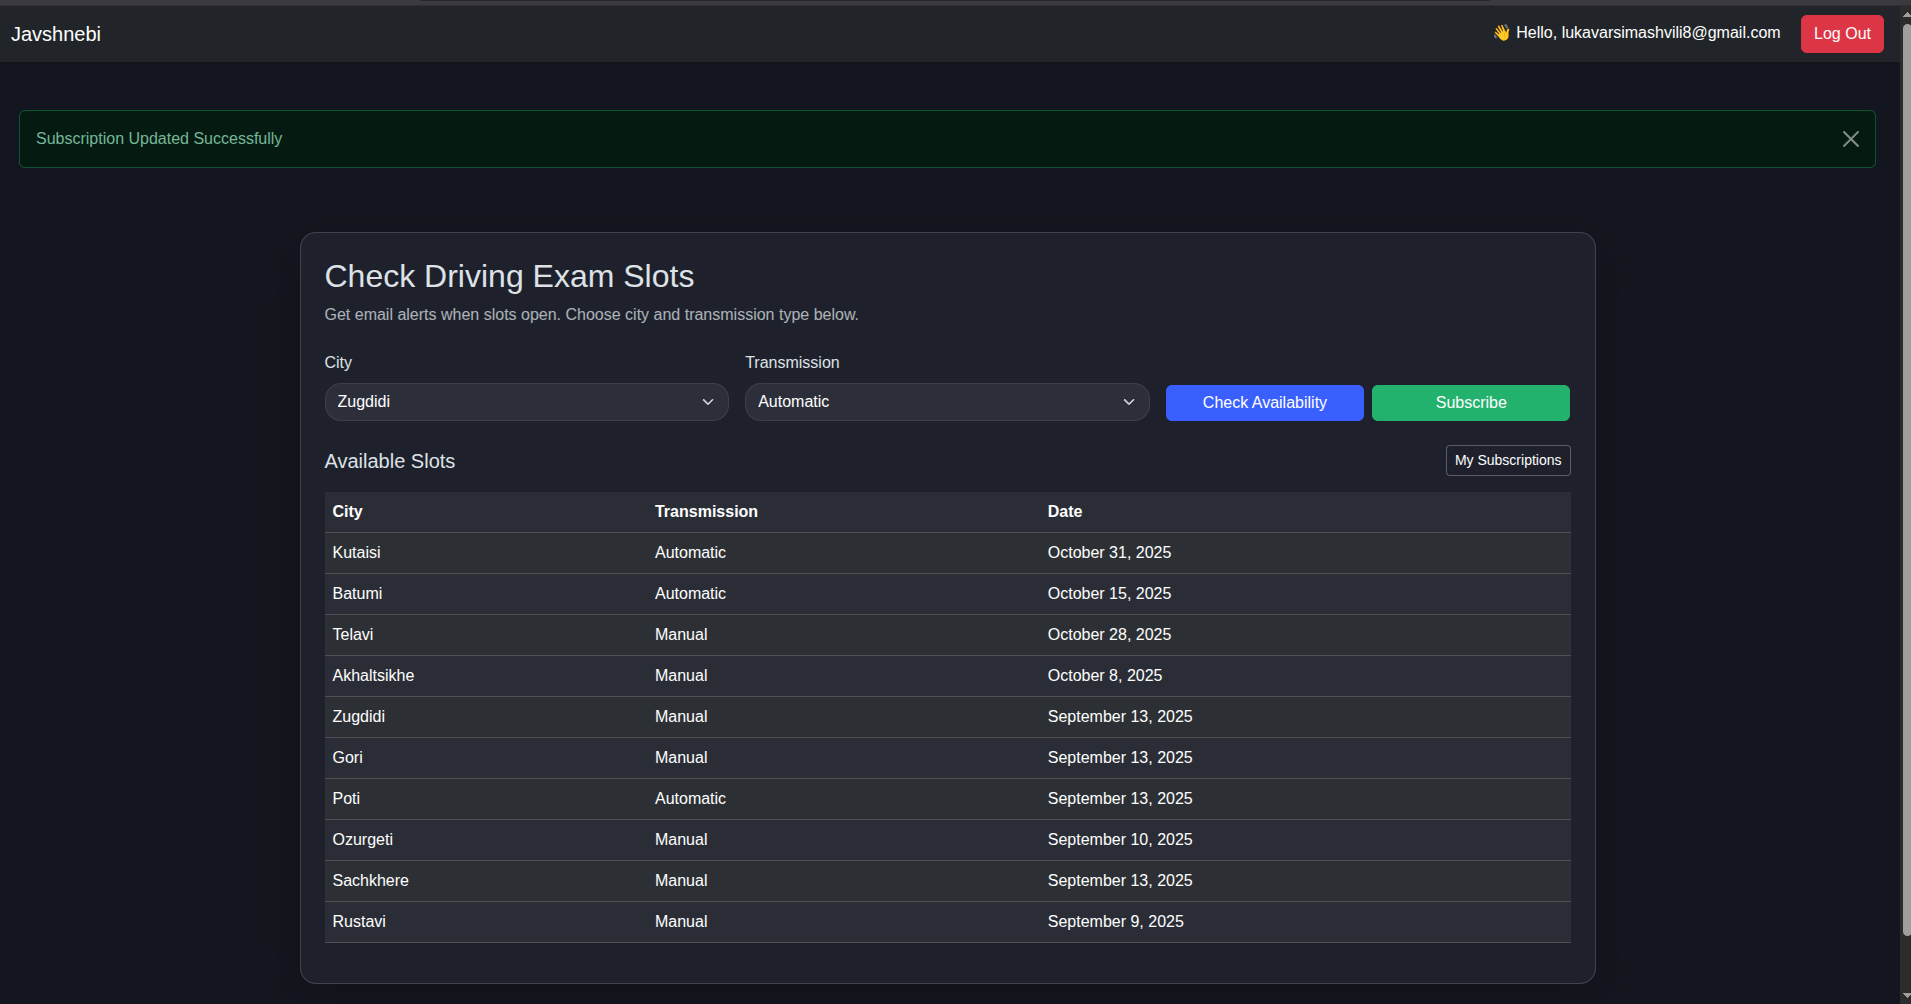 Javshnebi
👋 Hello, lukavarsimashvili8@gmail.com
Log Out
Subscription Updated Successfully
Check Driving Exam Slots
Get email alerts when slots open. Choose city and transmission type below.
City Transmission
Zugdidi Automatic Check Availability Subscribe
Available Slots My Subscriptions
City Transmission Date
Kutaisi Automatic October 31, 2025
Batumi Automatic October 15, 2025
Telavi Manual October 28, 2025
Akhaltsikhe Manual October 8, 2025
Zugdidi Manual September 13, 2025
Gori Manual September 13, 2025
Poti Automatic September 13, 2025
Ozurgeti Manual September 10, 2025
Sachkhere Manual September 13, 2025
Rustavi Manual September 9, 2025